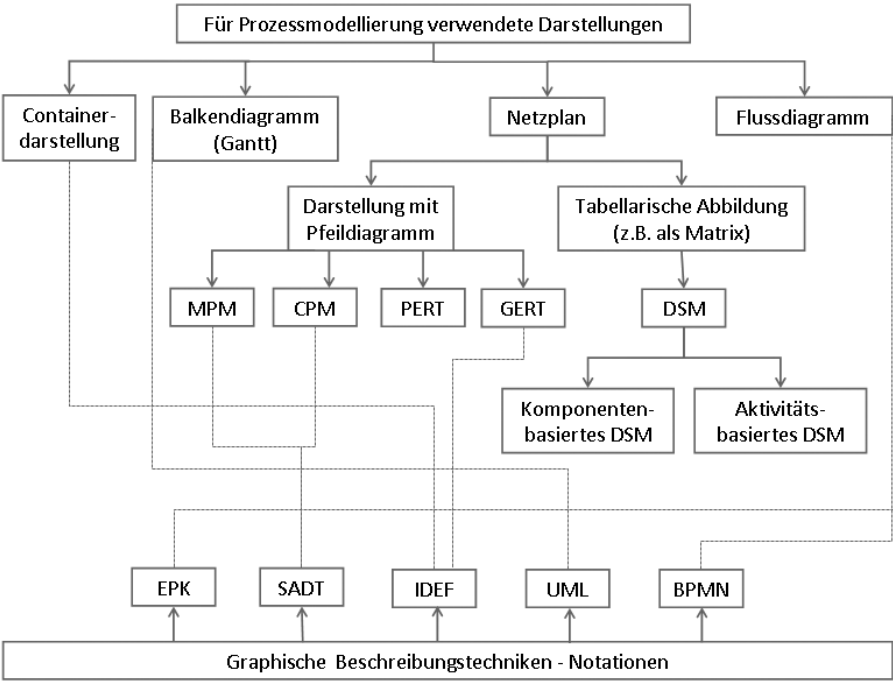 Für Prozessmodellierung verwendete Darstellungen
Container-
darstellung
Balkendiagramm
(Gantt)
Netzplan
Flussdiagramm
Darstellung mit
Pfeildiagramm
Tabellarische Abbildung
(z.B. als Matrix)
MPM
CPM
PERT
GERT
DSM
Komponenten-
basiertes DSM
Aktivitäts-
basiertes DSM
EPK
SADT
IDEF
UML
BPMN
Graphische Beschreibungstechniken - Notationen